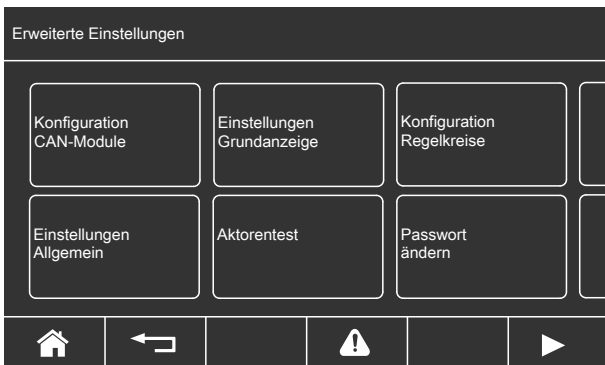 Erweiterte Einstellungen
Konfiguration
CAN-Module
Einstellungen
Grundanzeige
Konfiguration
Regelkreise
Einstellungen
Allgemein
Aktorentest
Passwort
ändern